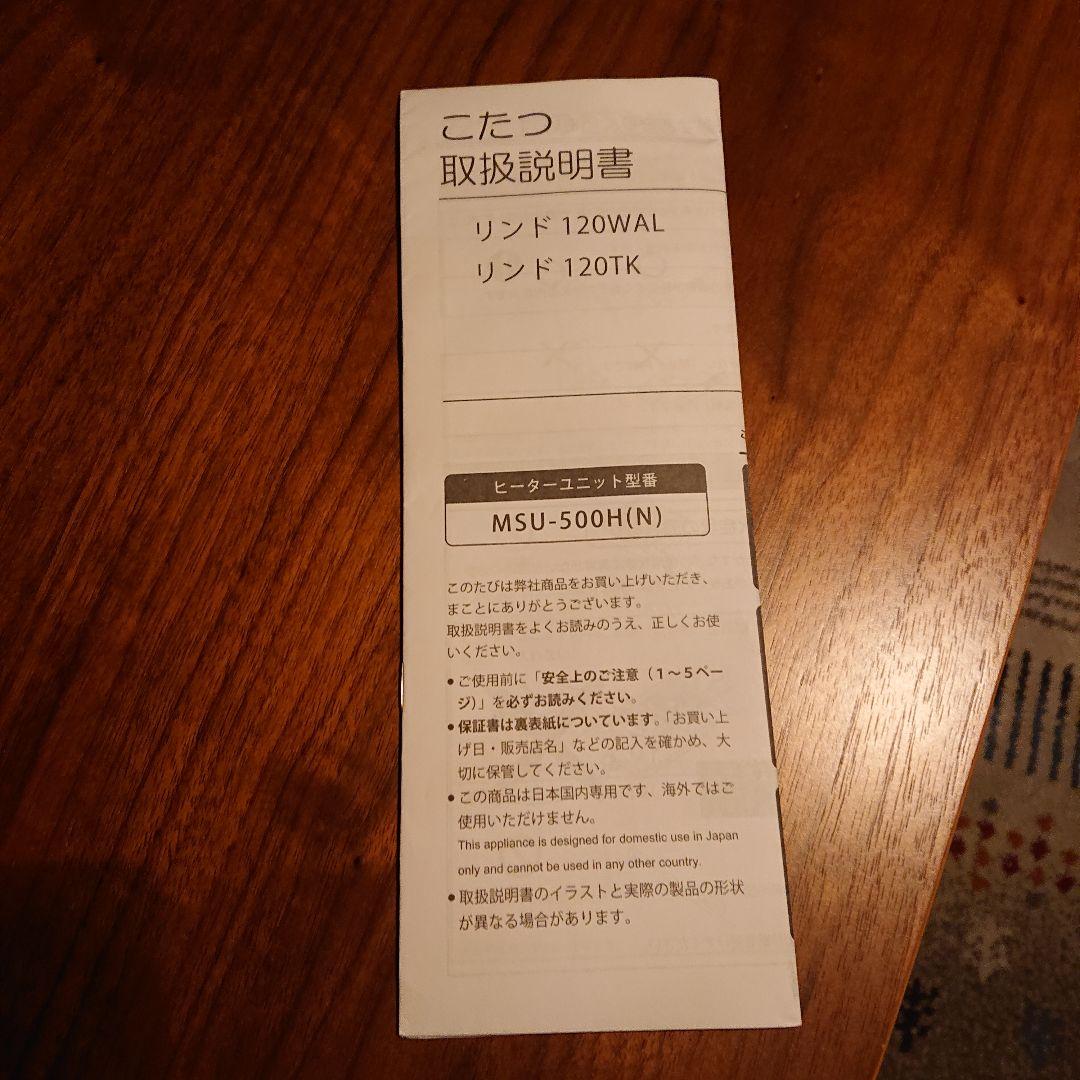 こたつ
取扱説明書
リンド 120WAL
リンド 120TK
ヒーターユニット型番
MSU-500H(N)
このたびは弊社商品をお買い上げいただき、
まことにありがとうございます。
取扱説明書をよくお読みのうえ、正しくお使
いください。
●ご使用前に「安全上のご注意（1〜5ペー
ジ）」を必ずお読みください。
●保証書は裏表紙についています。「お買い上
げ日・販売店名」などの記入を確かめ、大
切に保管してください。
●この商品は日本国内専用です、海外ではご
使用いただけません。
This appliance is designed for domestic use in Japan
only and cannot be used in any other country.
●取扱説明書のイラストと実際の製品の形状
が異なる場合があります。